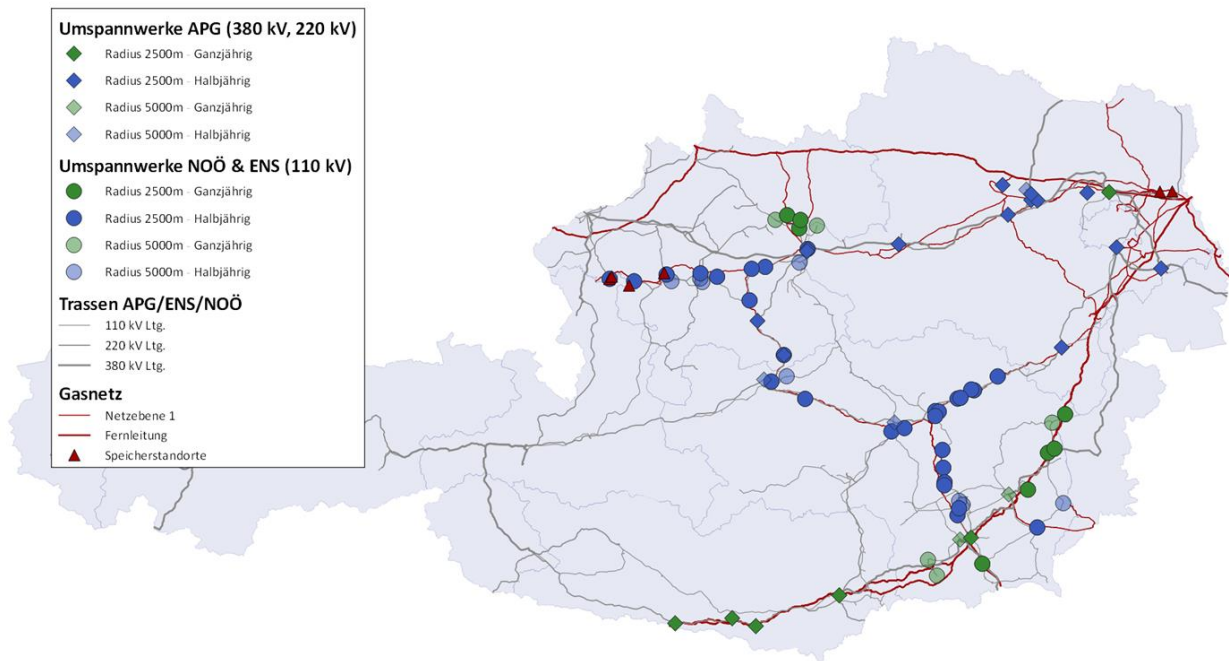 Umspannwerke APG (380 kV, 220 kV)
Radius 2500m - Ganzjährig
Radius 2500m - Halbjährig
Radius 5000m - Ganzjährig
Radius 5000m - Halbjährig
Umspannwerke NOÖ & ENS (110 kV)
Radius 2500m - Ganzjährig
Radius 2500m - Halbjährig
Radius 5000m - Ganzjährig
Radius 5000m - Halbjährig
Trassen APG/ENS/NOÖ
110 kV Ltg.
220 kV Ltg.
380 kV Ltg.
Gasnetz
Netzebene 1
Fernleitung
Speicherstandorte